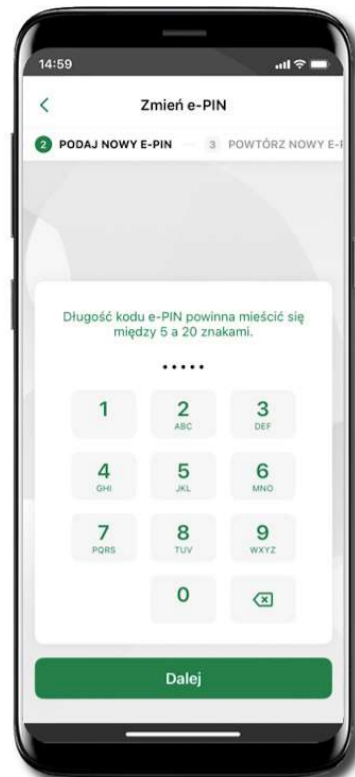 14:59
Zmień e-PIN
2 PODAJ NOWY E-PIN 3 POWTÓRZ NOWY E-
Długość kodu e-PIN powinna mieścić się
między 5 a 20 znakami.
•••••
1 2 3
ABC DEF
4 5 6
GHI JKL MNO
7 8 9
PQRS TUV WXYZ
0
Dalej